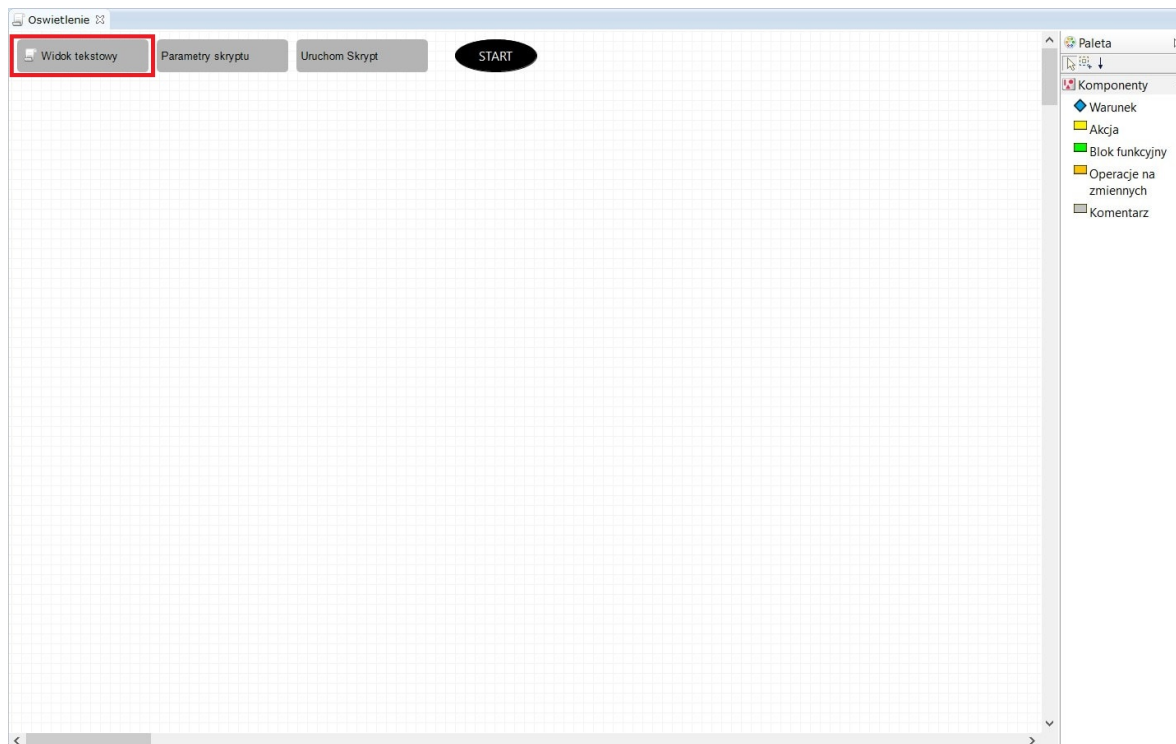 Oswietlenie
Widok tekstowy
Parametry skryptu
Uruchom Skrypt
START
Paleta
Komponenty
Warunek
Akcja
Blok funkcyjny
Operacje na
zmiennych
Komentarz